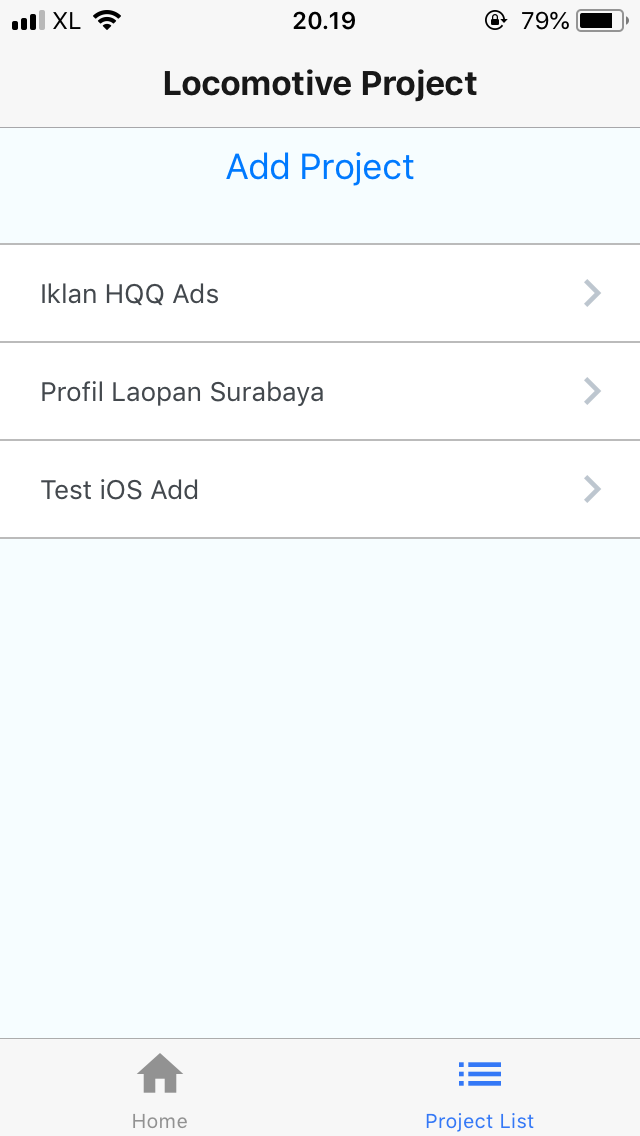 XL 20.19 79%
Locomotive Project
Add Project
Iklan HQQ Ads
Profil Laopan Surabaya
Test iOS Add
Home Project List